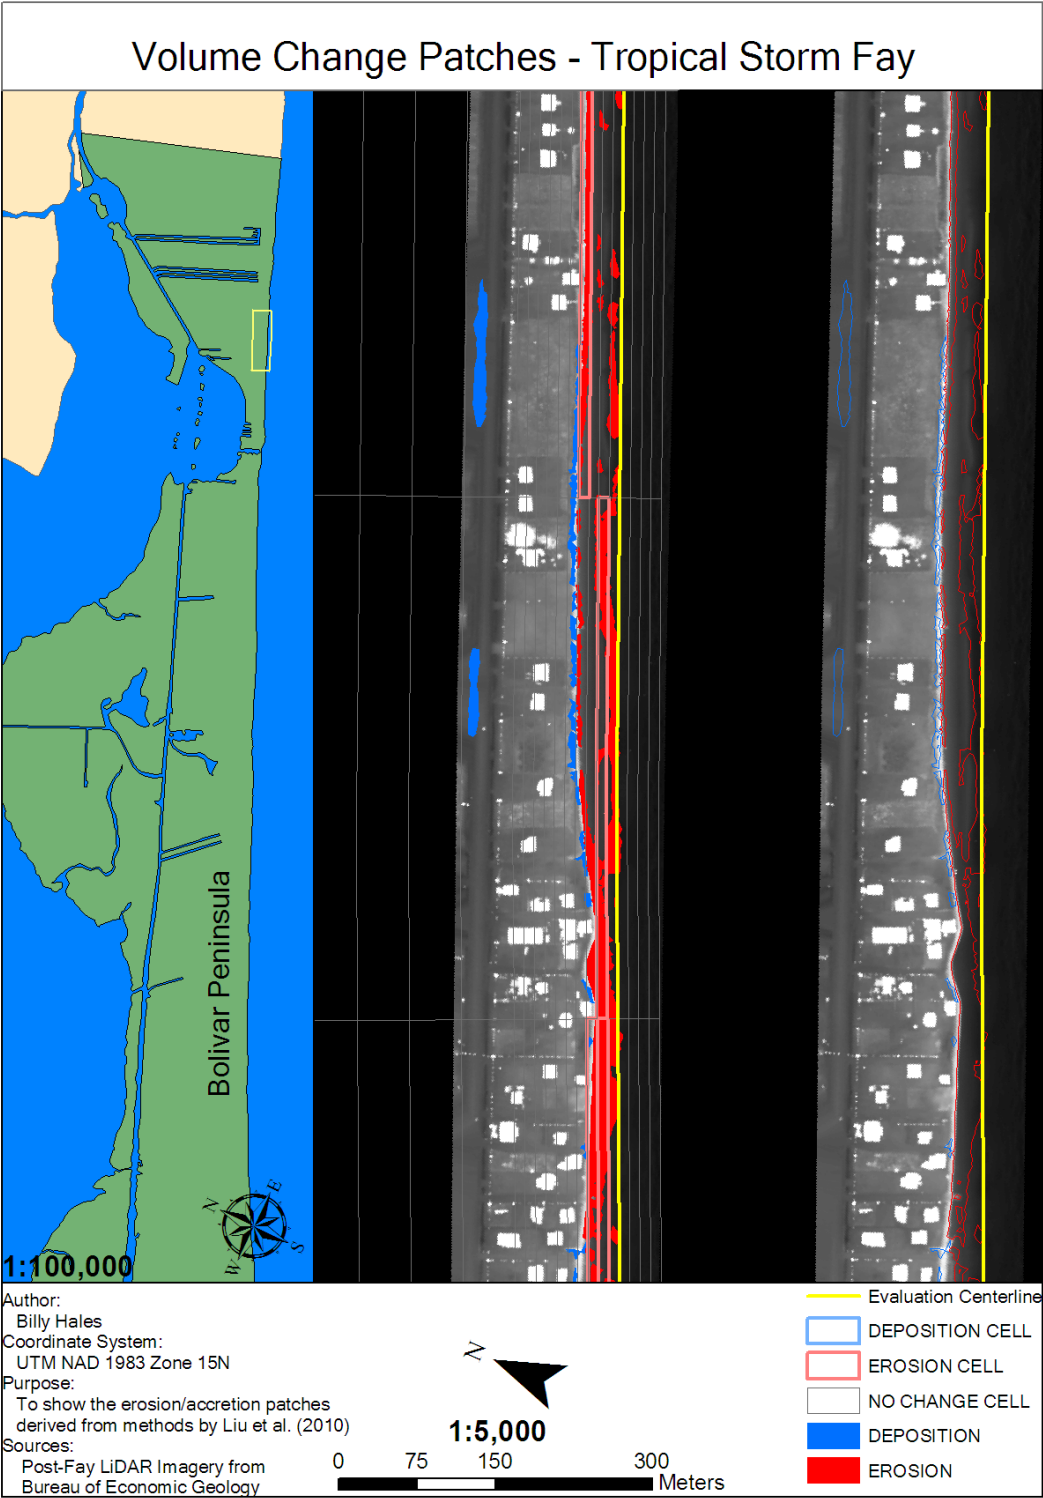 Volume Change Patches - Tropical Storm Fay
Bolivar Peninsula
N
E
S
W
1:100,000
Author:
Billy Hales
Coordinate System:
UTM NAD 1983 Zone 15N
Purpose:
To show the erosion/accretion patches
derived from methods by Liu et al. (2010)
Sources:
Post-Fay LiDAR Imagery from
Bureau of Economic Geology
N
1:5,000
0 75 150 300
Meters
Evaluation Centerline
DEPOSITION CELL
EROSION CELL
NO CHANGE CELL
DEPOSITION
EROSION